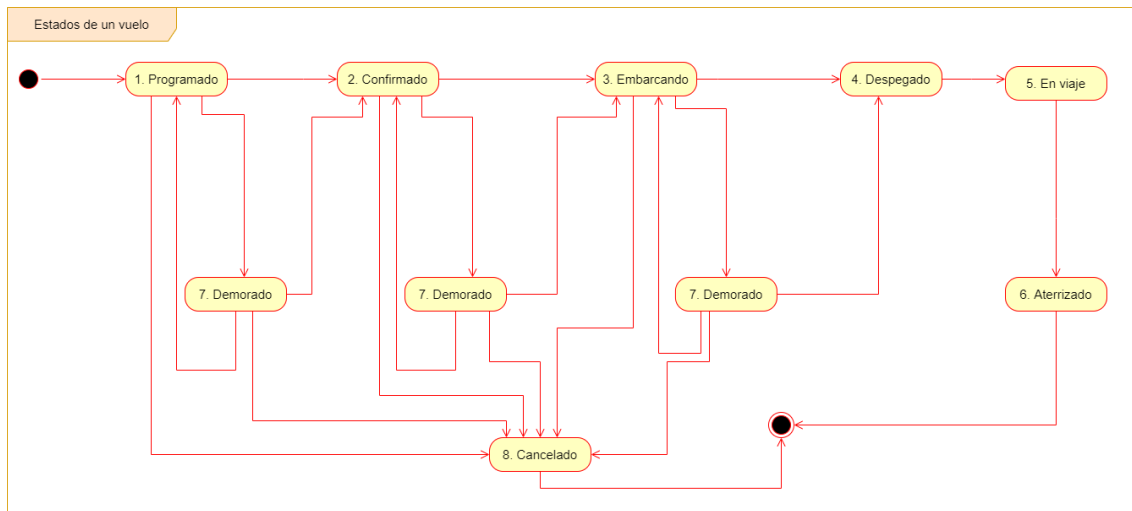 Estados de un vuelo
1. Programado
2. Confirmado
3. Embarcando
4. Despegado
5. En viaje
7. Demorado
7. Demorado
7. Demorado
6. Aterrizado
8. Cancelado